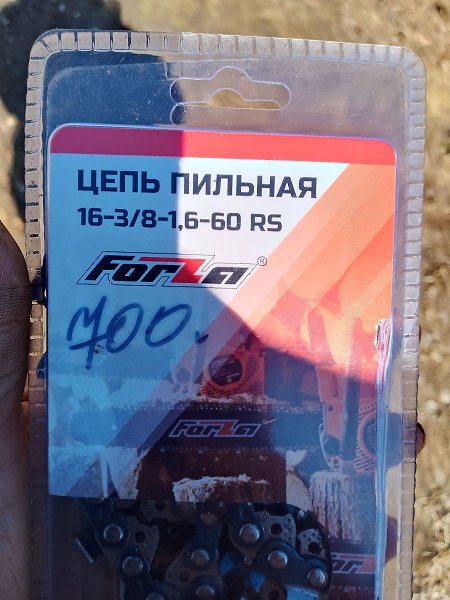 ЦЕПЬ ПИЛЬНАЯ
16-3/8-1,6-60 RS
Forza®
700.
Forza